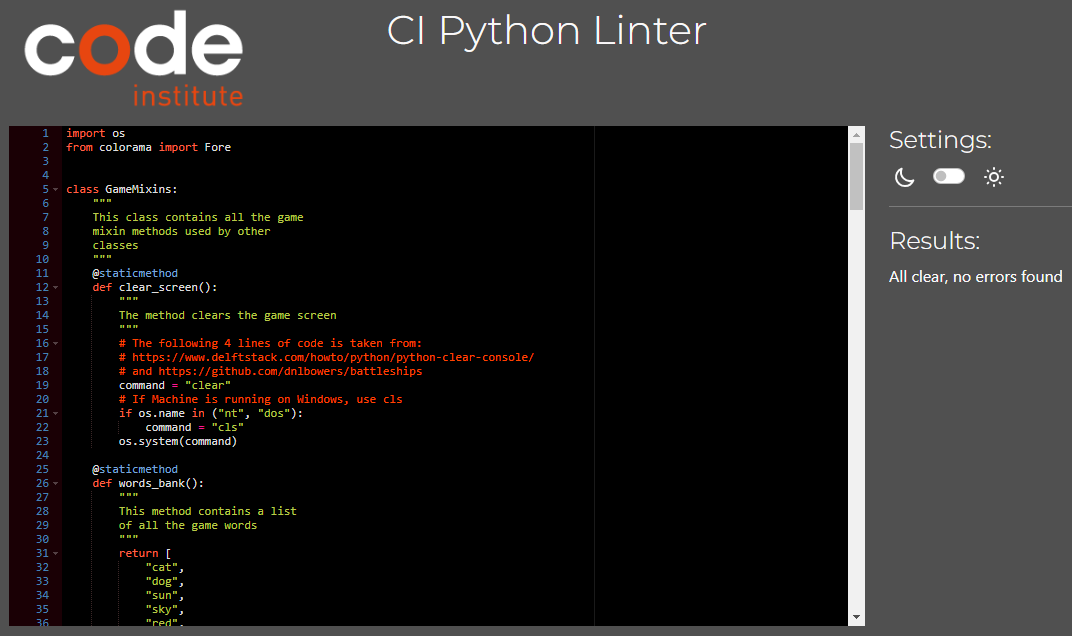 code
institute
CI Python Linter
1 import os
2 from colorama import Fore
3
4
5 class GameMixins:
6 """
7 This class contains all the game
8 mixin methods used by other
9 classes
10 """
11 @staticmethod
12 def clear_screen():
13 """
14 The method clears the game screen
15 """
16 # The following 4 lines of code is taken from:
17 # https://www.delftstack.com/howto/python/python-clear-console/
18 # and https://github.com/dnlbowers/battleships
19 command = "clear"
20 # If Machine is running on Windows, use cls
21 if os.name in ("nt", "dos"):
22 command = "cls"
23 os.system(command)
24
25 @staticmethod
26 def words_bank():
27 """
28 This method contains a list
29 of all the game words
30 """
31 return [
32 "cat",
33 "dog",
34 "sun",
35 "sky",
36 "red",
Settings:
Results:
All clear, no errors found